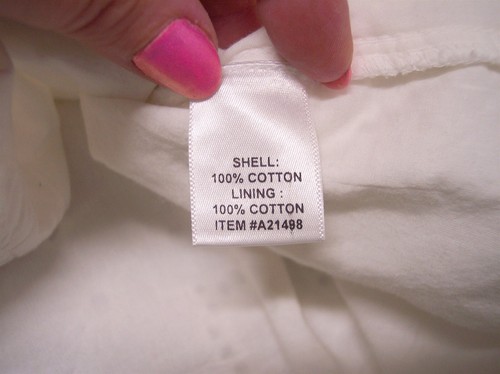 SHELL:
100% COTTON
LINING :
100% COTTON
ITEM #A21498